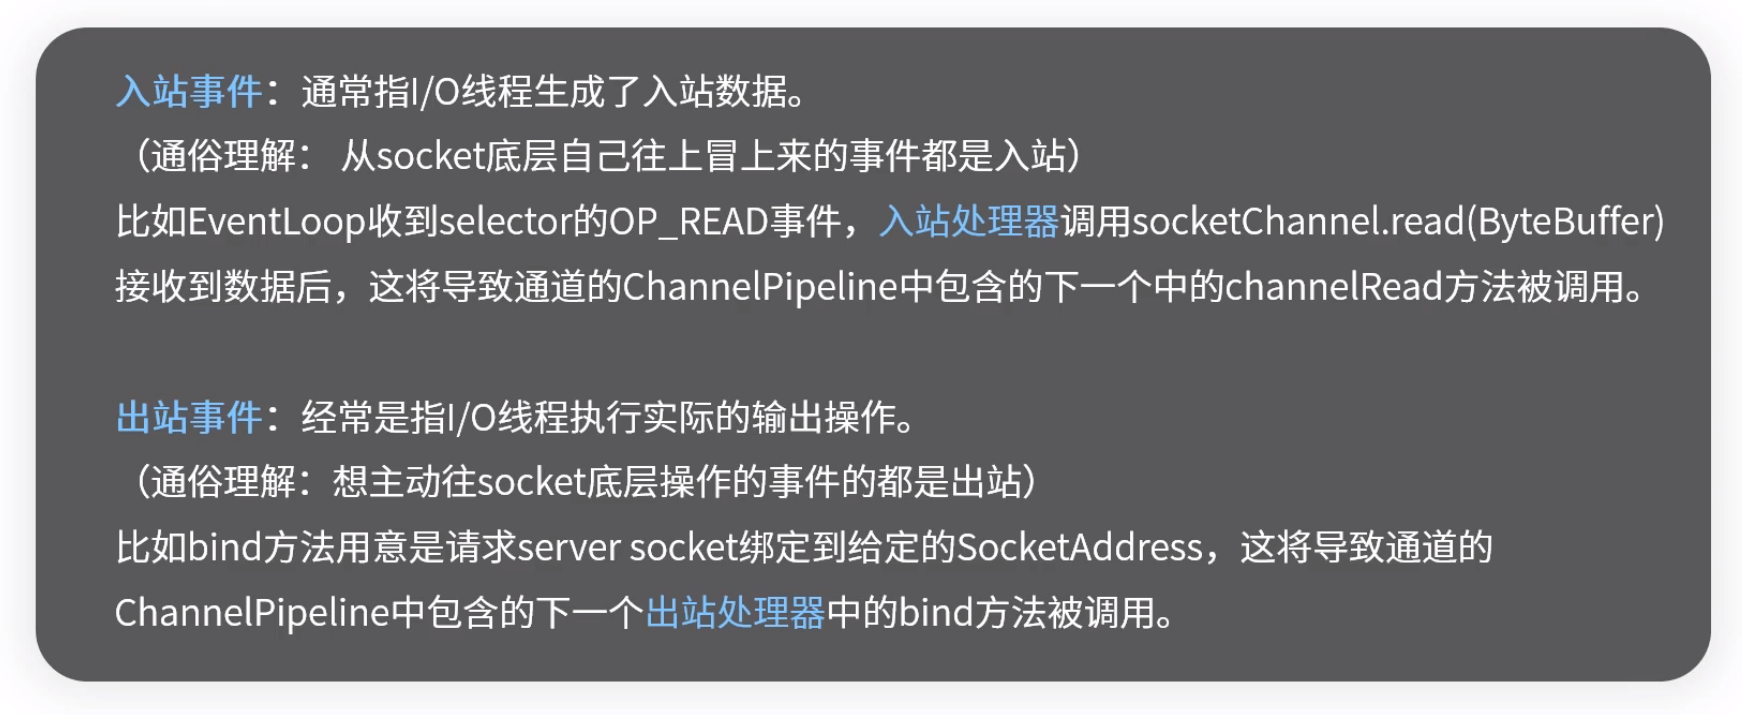 入站事件：通常指I/O线程生成了入站数据。
（通俗理解： 从socket底层自己往上冒上来的事件都是入站）
比如EventLoop收到selector的OP_READ事件，入站处理器调用socketChannel.read(ByteBuffer)
接收到数据后，这将导致通道的ChannelPipeline中包含的下一个中的channelRead方法被调用。
出站事件：经常是指I/O线程执行实际的输出操作。
（通俗理解：想主动往socket底层操作的事件的都是出站）
比如bind方法用意是请求server socket绑定到给定的SocketAddress，这将导致通道的
ChannelPipeline中包含的下一个出站处理器中的bind方法被调用。